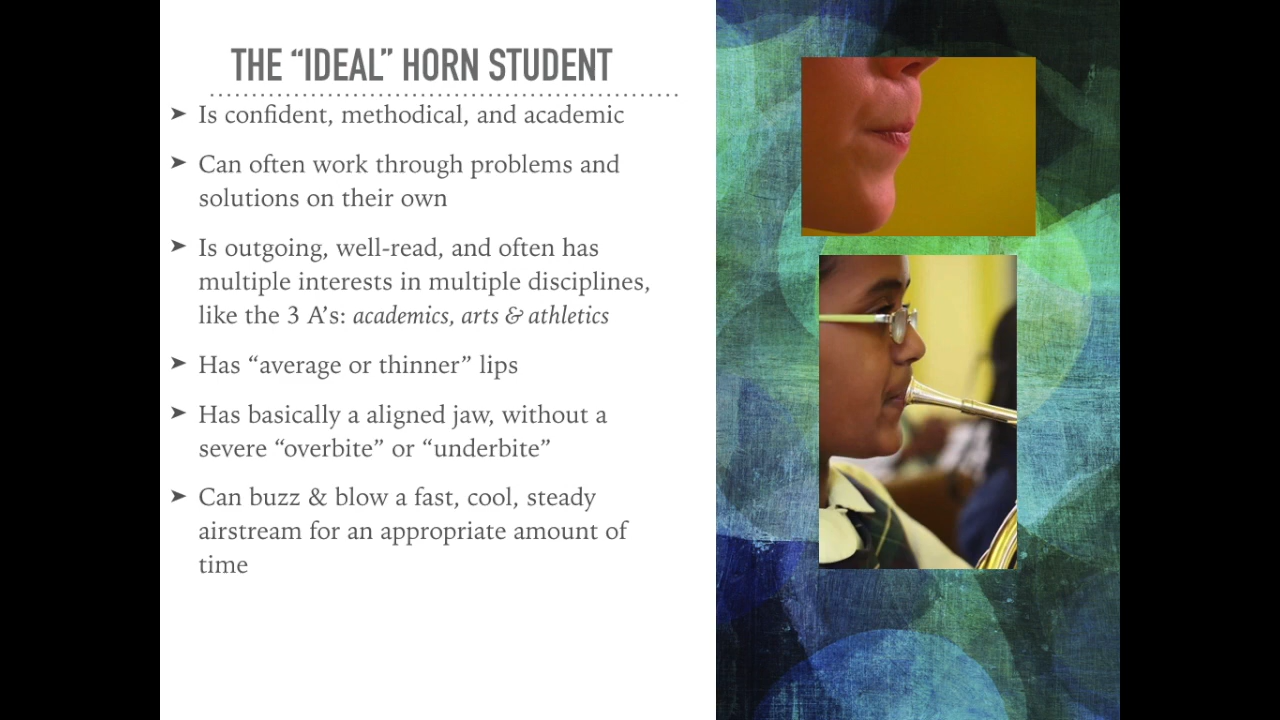 THE “IDEAL” HORN STUDENT
➤ Is confident, methodical, and academic
➤ Can often work through problems and
solutions on their own
➤ Is outgoing, well-read, and often has
multiple interests in multiple disciplines,
like the 3 A’s: academics, arts & athletics
➤ Has “average or thinner” lips
➤ Has basically a aligned jaw, without a
severe “overbite” or “underbite”
➤ Can buzz & blow a fast, cool, steady
airstream for an appropriate amount of
time